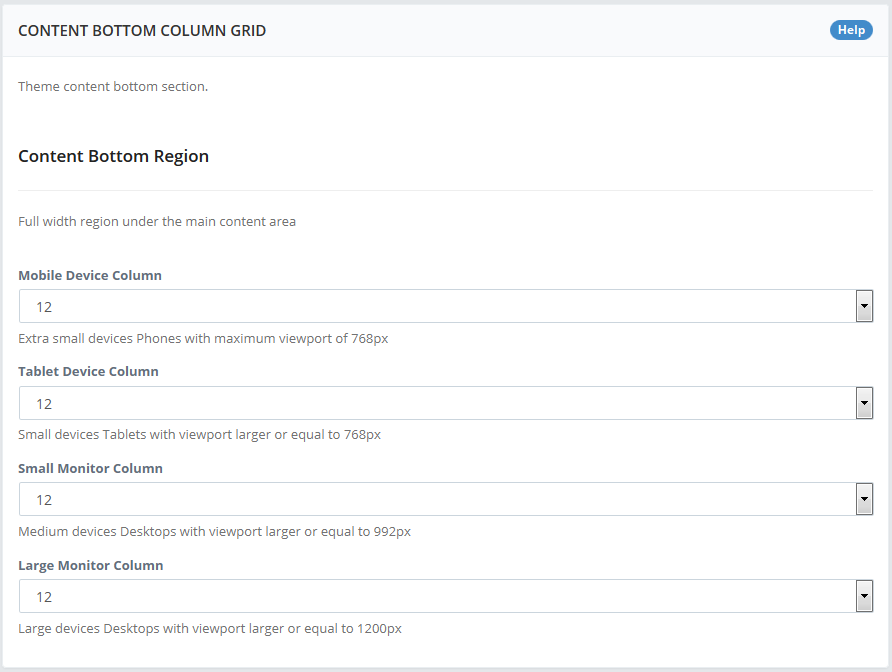 CONTENT BOTTOM COLUMN GRID
Help
Theme content bottom section.
Content Bottom Region
Full width region under the main content area
Mobile Device Column
12
Extra small devices Phones with maximum viewport of 768px
Tablet Device Column
12
Small devices Tablets with viewport larger or equal to 768px
Small Monitor Column
12
Medium devices Desktops with viewport larger or equal to 992px
Large Monitor Column
12
Large devices Desktops with viewport larger or equal to 1200px